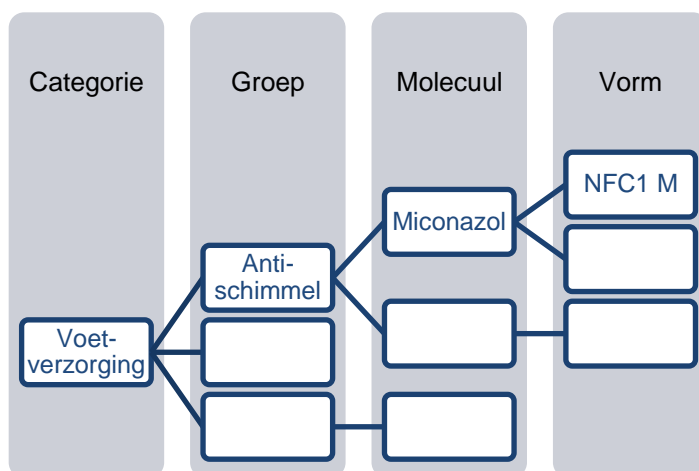 Categorie
Groep
Molecuul
Vorm
NFC1 M
Miconazol
Anti-
schimmel
Voet-
verzorging